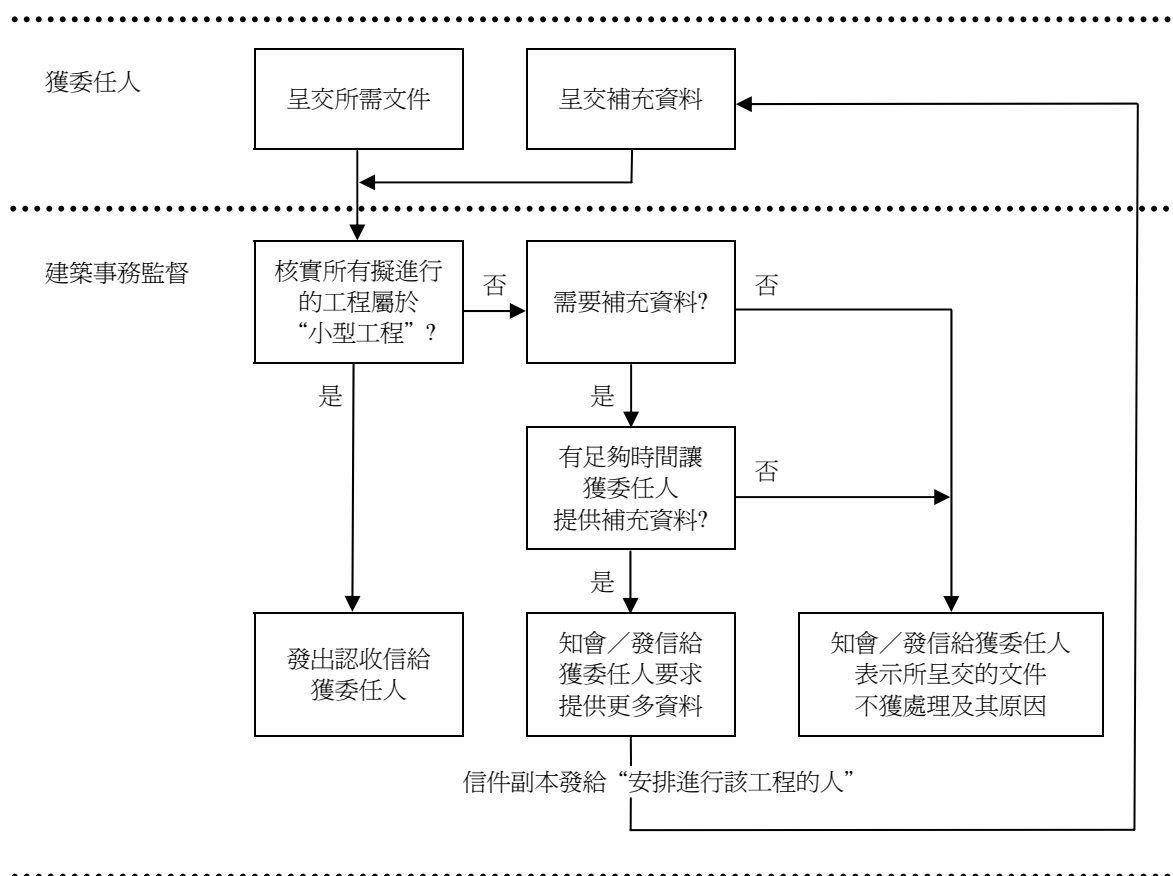 獲委任人
呈交所需文件
呈交補充資料
建築事務監督
核實所有擬進行
的工程屬於
“小型工程”?
否
需要補充資料?
否
是
是
有足夠時間讓
獲委任人
提供補充資料?
否
是
發出認收信給
獲委任人
知會／發信給
獲委任人要求
提供更多資料
知會／發信給獲委任人
表示所呈交的文件
不獲處理及其原因
信件副本發給“安排進行該工程的人”